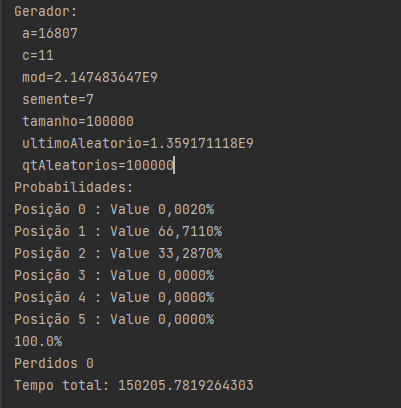 Gerador:
a=16807
c=11
mod=2.147483647E9
semente=7
tamanho=100000
ultimoAleatorio=1.359171118E9
qtAleatorios=100000
Probabilidades:
Posição 0 : Value 0,0020%
Posição 1 : Value 66,7110%
Posição 2 : Value 33,2870%
Posição 3 : Value 0,0000%
Posição 4 : Value 0,0000%
Posição 5 : Value 0,0000%
100.0%
Perdidos 0
Tempo total: 150205.7819264303